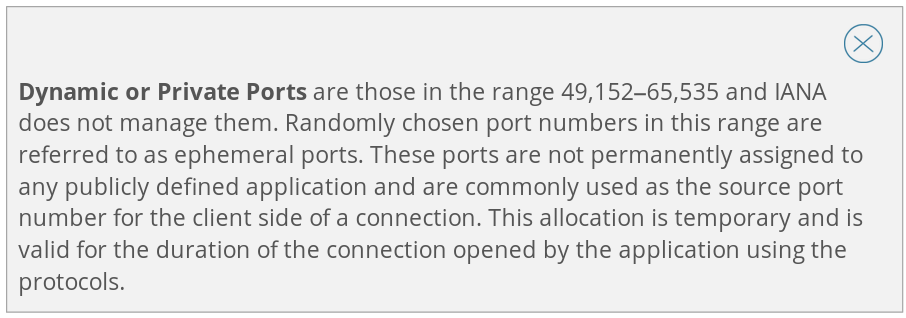 Dynamic or Private Ports are those in the range 49,152–65,535 and IANA
does not manage them. Randomly chosen port numbers in this range are
referred to as ephemeral ports. These ports are not permanently assigned to
any publicly defined application and are commonly used as the source port
number for the client side of a connection. This allocation is temporary and is
valid for the duration of the connection opened by the application using the
protocols.